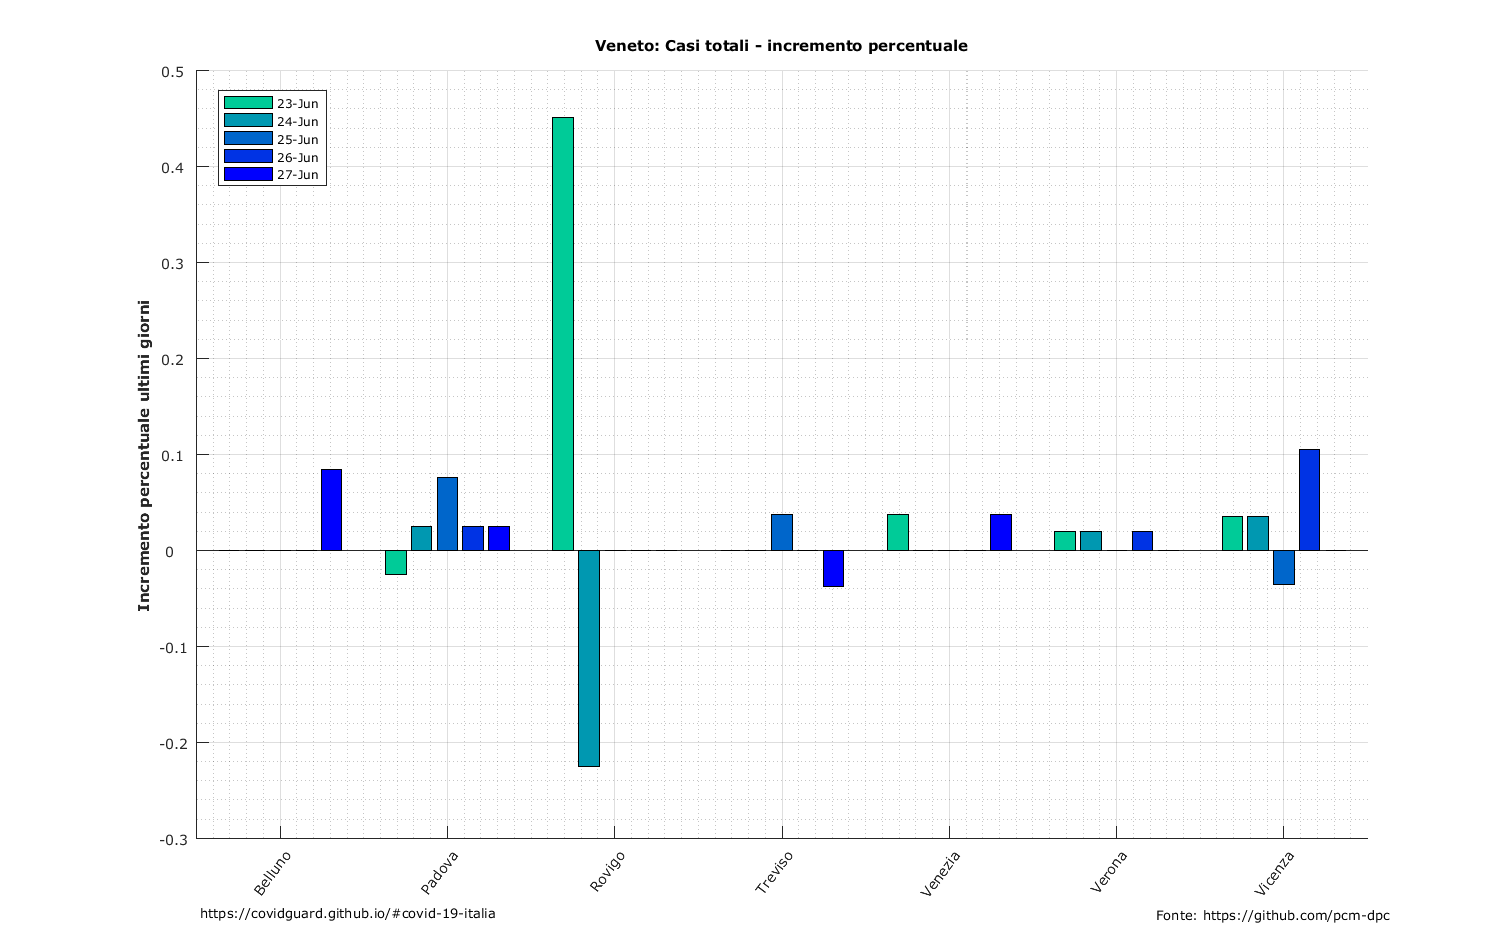 Veneto: Casi totali - incremento percentuale
23-Jun
24-Jun
25-Jun
26-Jun
27-Jun
Incremento percentuale ultimi giorni
0.5
0.4
0.3
0.2
0.1
0
-0.1
-0.2
-0.3
Belluno
Padova
Rovigo
Treviso
Venezia
Verona
Vicenza
https://covidguard.github.io/#covid-19-italia
Fonte: https://github.com/pcm-dpc